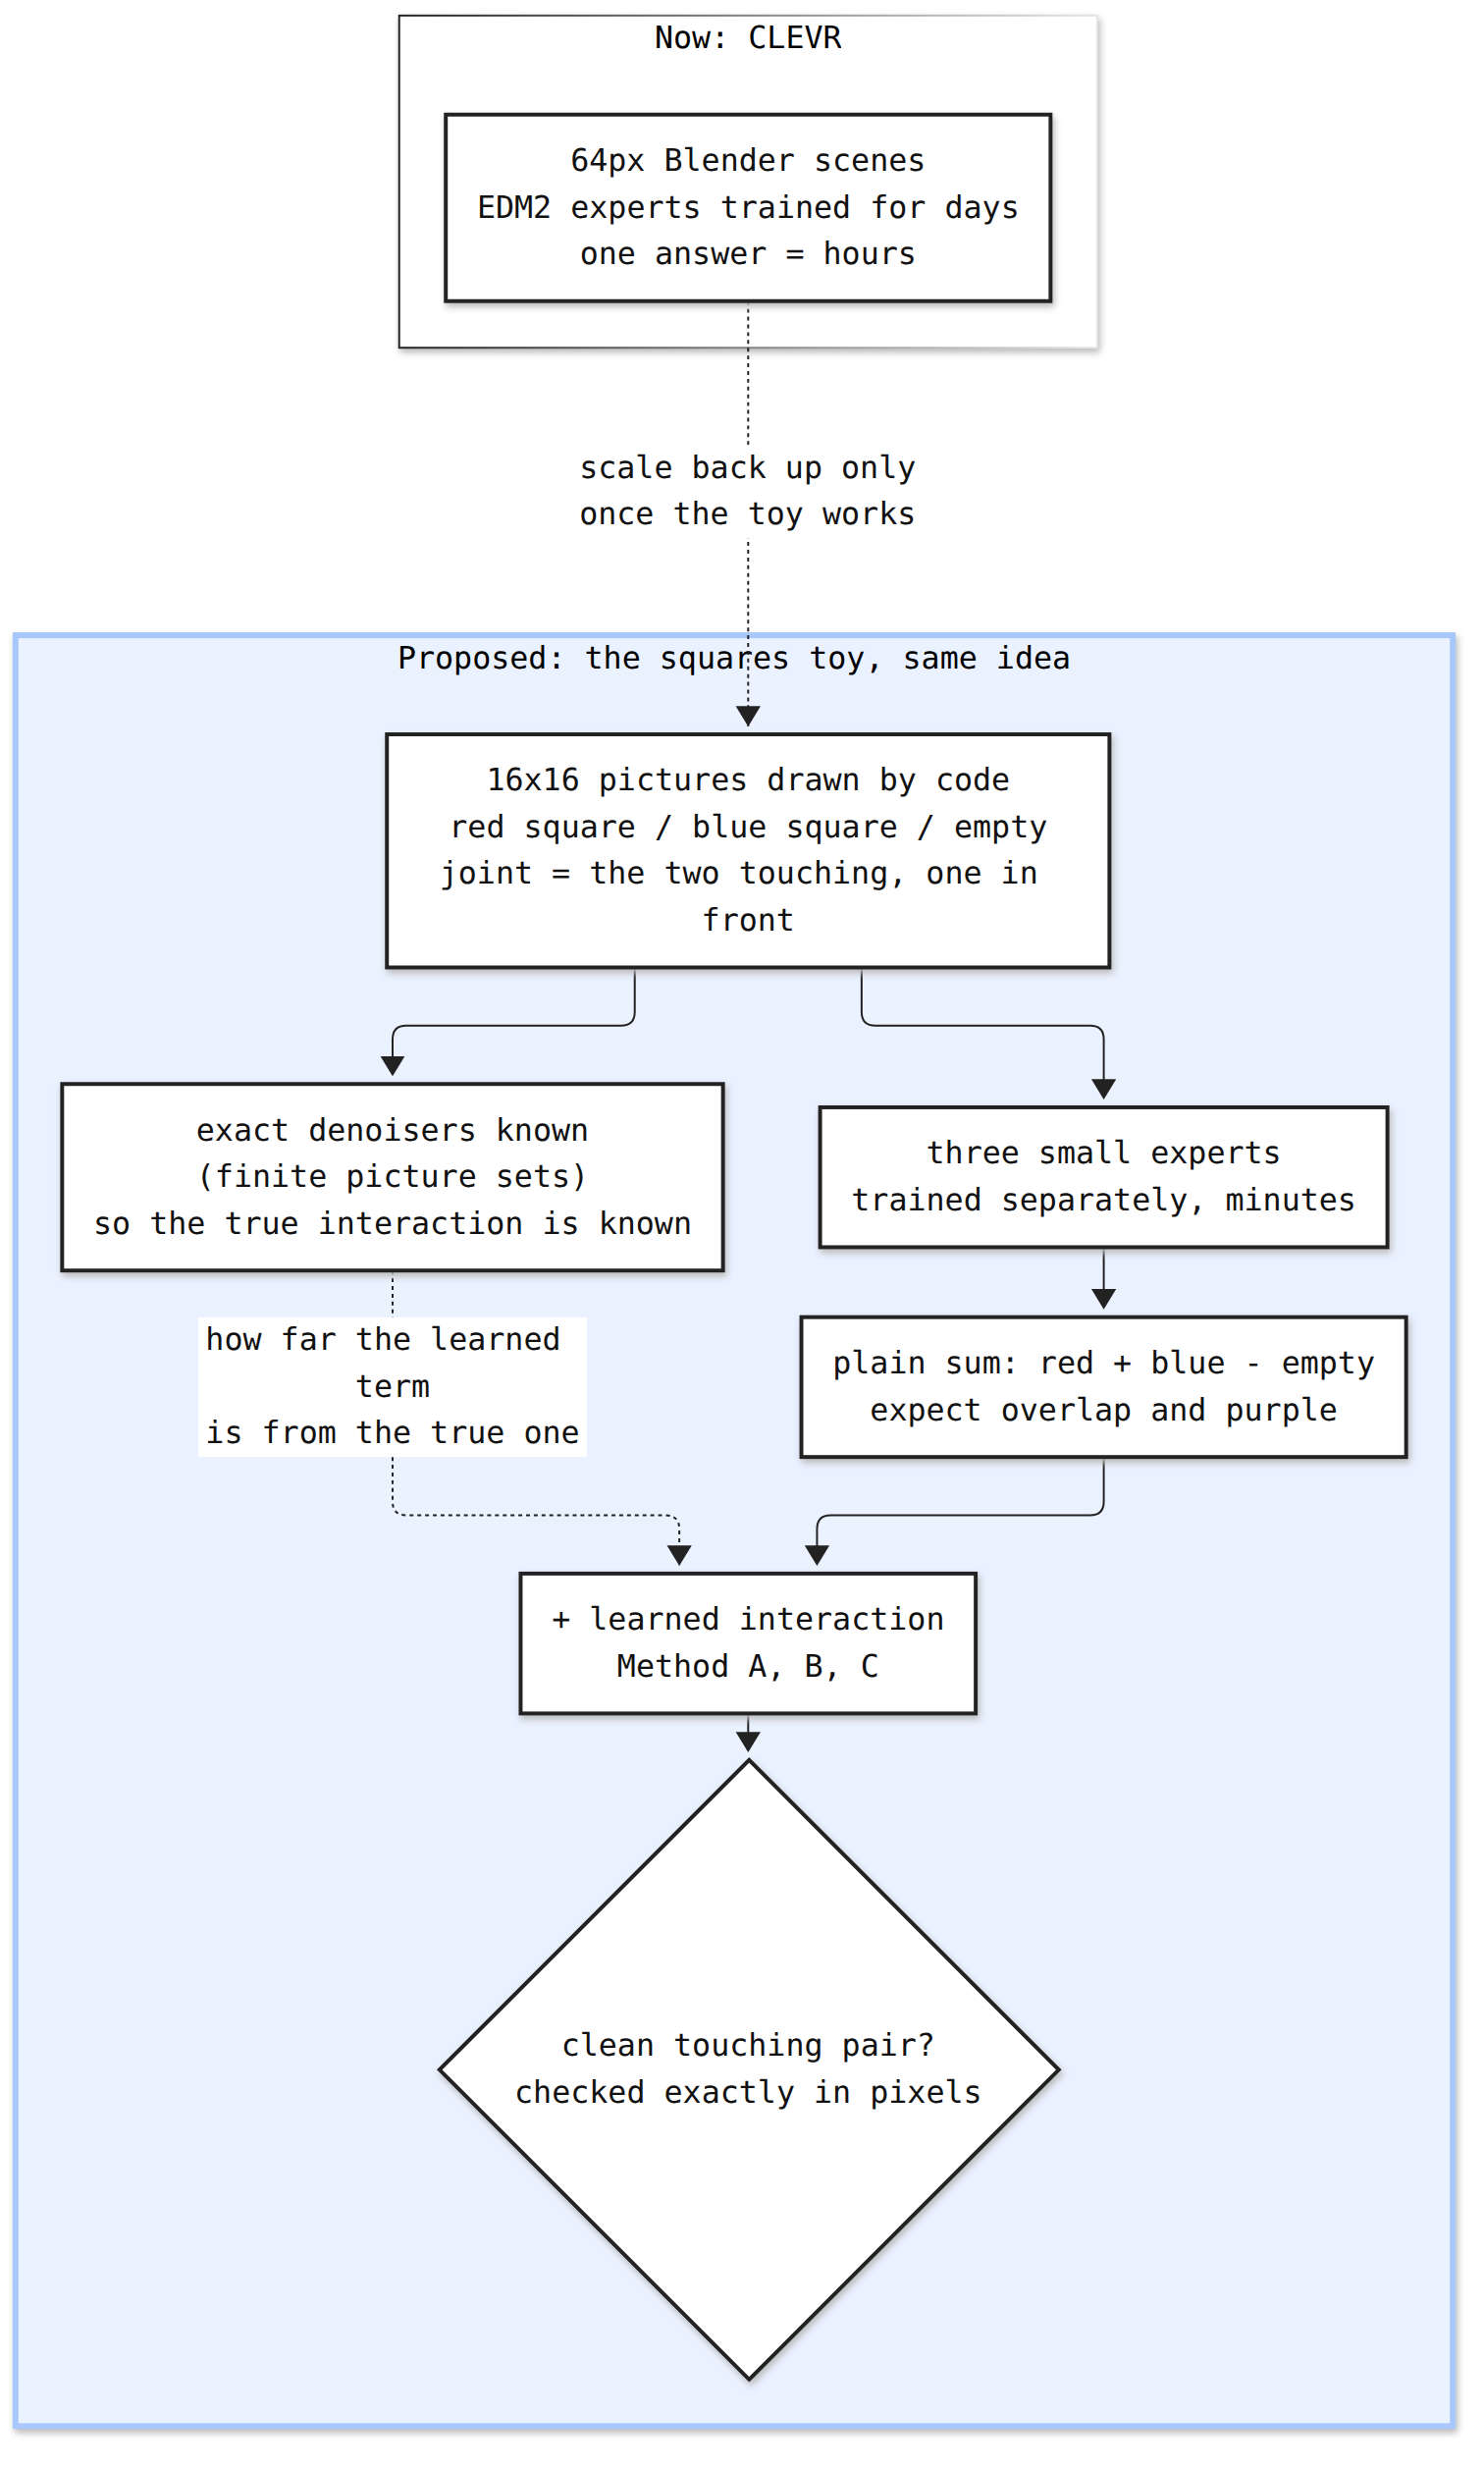 Now: CLEVR
64px Blender scenes
EDM2 experts trained for days
one answer = hours
scale back up only
once the toy works
Proposed: the squares toy, same idea
16x16 pictures drawn by code
red square / blue square / empty
joint = the two touching, one in
front
exact denoisers known
(finite picture sets)
so the true interaction is known
three small experts
trained separately, minutes
how far the learned
term
is from the true one
plain sum: red + blue - empty
expect overlap and purple
+ learned interaction
Method A, B, C
clean touching pair?
checked exactly in pixels